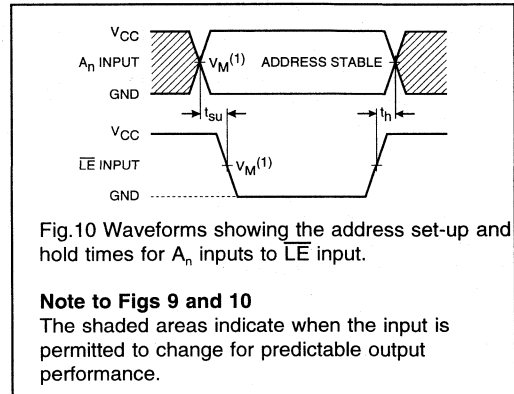 VCC
An INPUT
VM(1)
ADDRESS STABLE
GND
tsu
th
VCC
LE INPUT
VM(1)
GND
Fig.10 Waveforms showing the address set-up and
hold times for An inputs to LE input.
Note to Figs 9 and 10
The shaded areas indicate when the input is
permitted to change for predictable output
performance.